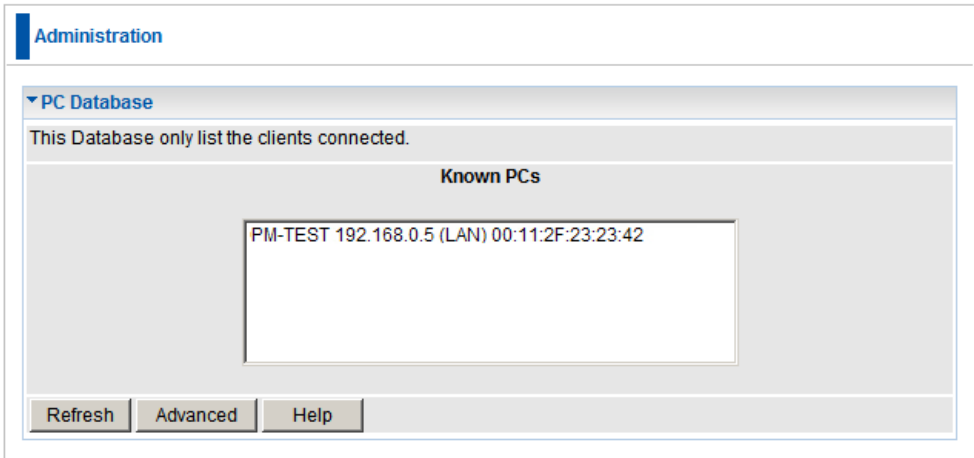 Administration
PC Database
This Database only list the clients connected.
Known PCs
PM-TEST 192.168.0.5 (LAN) 00:11:2F:23:23:42
Refresh Advanced Help